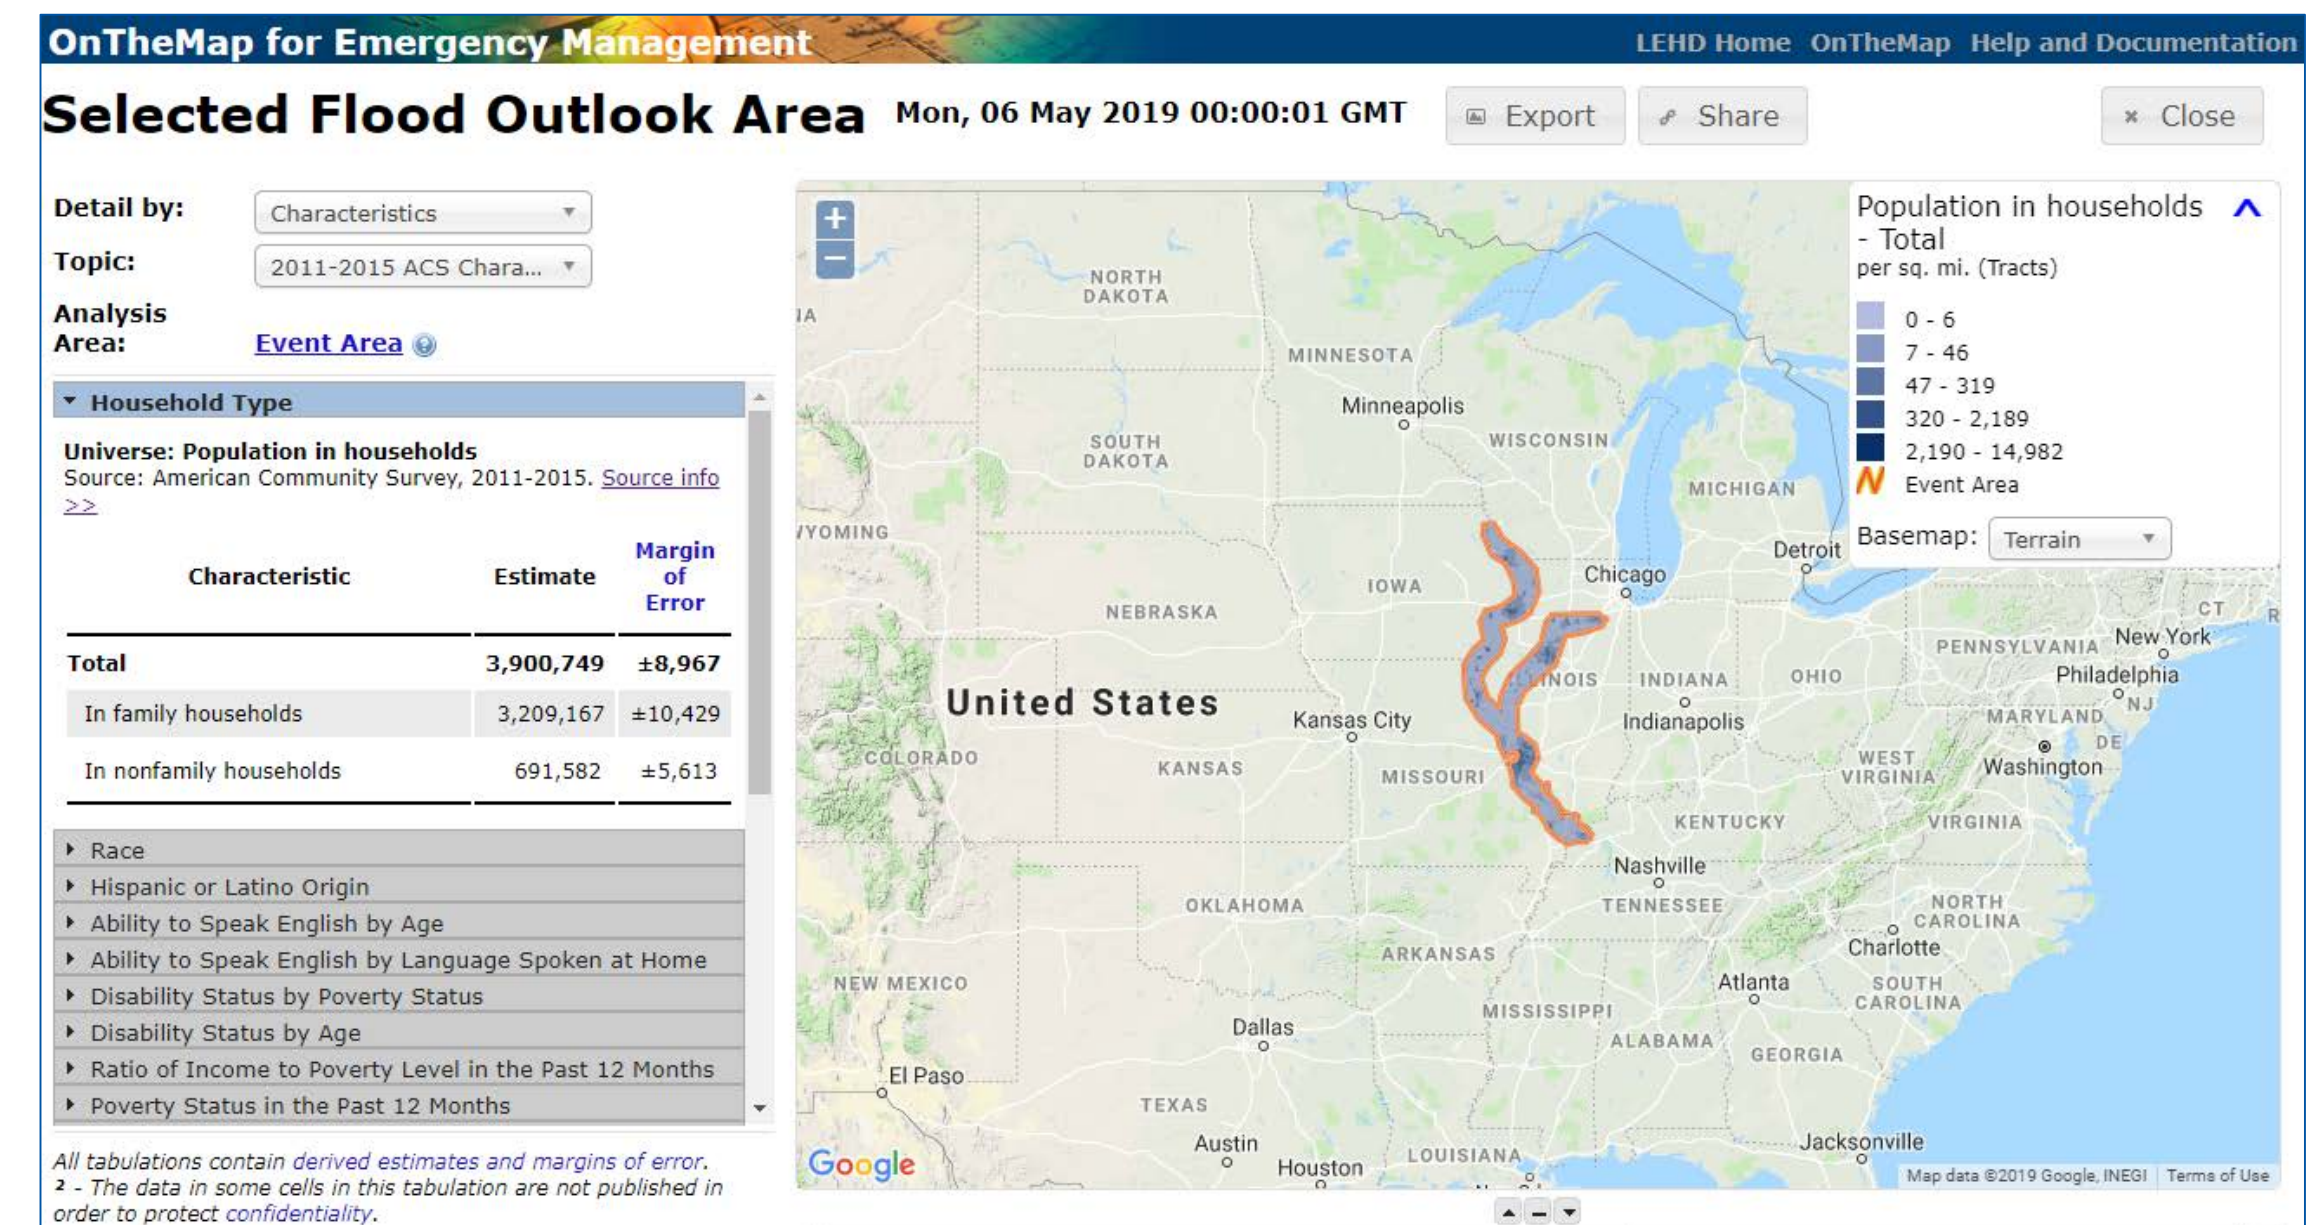 OnTheMap for Emergency Management
LEHD Home OnTheMap Help and Documentation
Selected Flood Outlook Area
Mon, 06 May 2019 00:00:01 GMT
Export
Share
Close
Detail by:
Characteristics
Topic:
2011-2015 ACS Chara...
Analysis
Area:
Event Area
Household Type
Universe: Population in households
Source: American Community Survey, 2011-2015. Source info
>>
Characteristic
Estimate
Margin
of
Error
Total 3,900,749 ±8,967
In family households 3,209,167 ±10,429
In nonfamily households 691,582 ±5,613
Race
Hispanic or Latino Origin
Ability to Speak English by Age
Ability to Speak English by Language Spoken at Home
Disability Status by Poverty Status
Disability Status by Age
Ratio of Income to Poverty Level in the Past 12 Months
Poverty Status in the Past 12 Months
All tabulations contain derived estimates and margins of error.
² - The data in some cells in this tabulation are not published in
order to protect confidentiality.
+
−
Population in households
- Total
per sq. mi. (Tracts)
0 - 6
7 - 46
47 - 319
320 - 2,189
2,190 - 14,982
Event Area
Basemap: Terrain
NORTH
DAKOTA
MINNESOTA
Minneapolis
SOUTH
DAKOTA
WISCONSIN
MICHIGAN
WYOMING
Detroit
Chicago
IOWA
NEBRASKA
CT
PENNSYLVANIA
New York
Philadelphia
NJ
INDIANA
OHIO
United States
Kansas City
Indianapolis
MARYLAND
DE
COLORADO
KANSAS
MISSOURI
WEST
VIRGINIA
Washington
KENTUCKY
VIRGINIA
Nashville
OKLAHOMA
TENNESSEE
NORTH
CAROLINA
Charlotte
ARKANSAS
NEW MEXICO
Atlanta
SOUTH
CAROLINA
MISSISSIPPI
Dallas
ALABAMA
GEORGIA
El Paso
TEXAS
Austin
Houston
LOUISIANA
Jacksonville
Google
Map data ©2019 Google, INEGI
Terms of Use